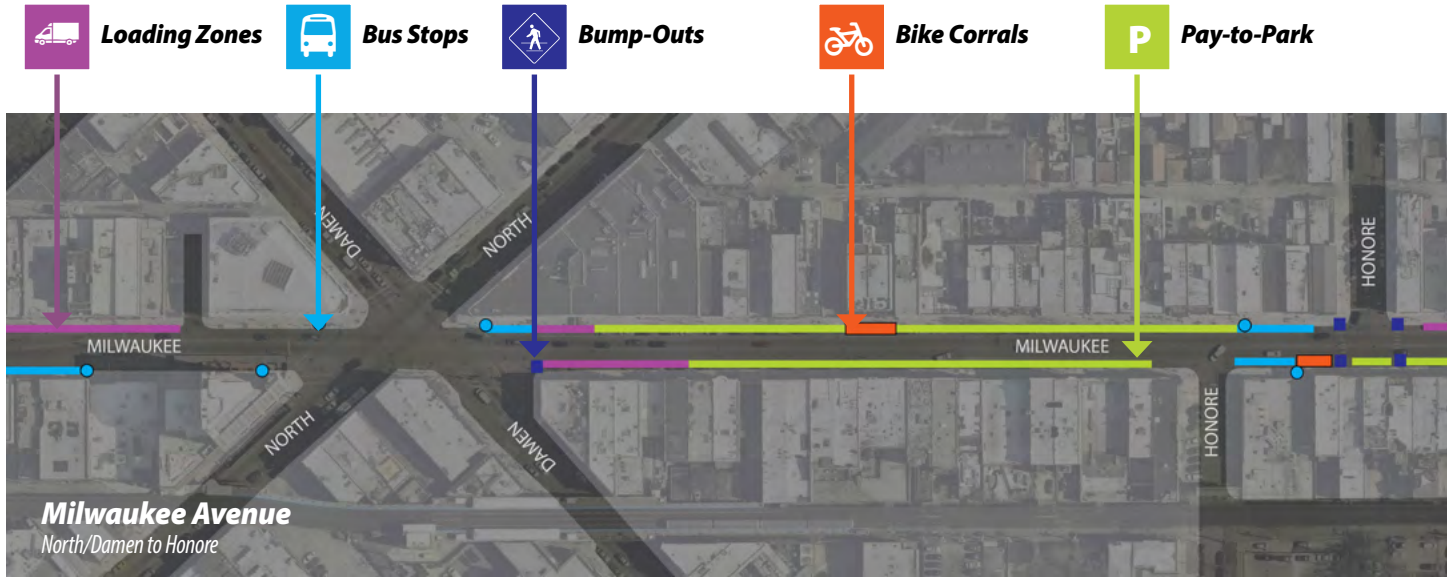 Loading Zones
Bus Stops
Bump-Outs
Bike Corrals
P
Pay-to-Park
DAMEN
NORTH
HONORE
MILWAUKEE
MILWAUKEE
NORTH
DAMEN
HONORE
Milwaukee Avenue
North/Damen to Honore